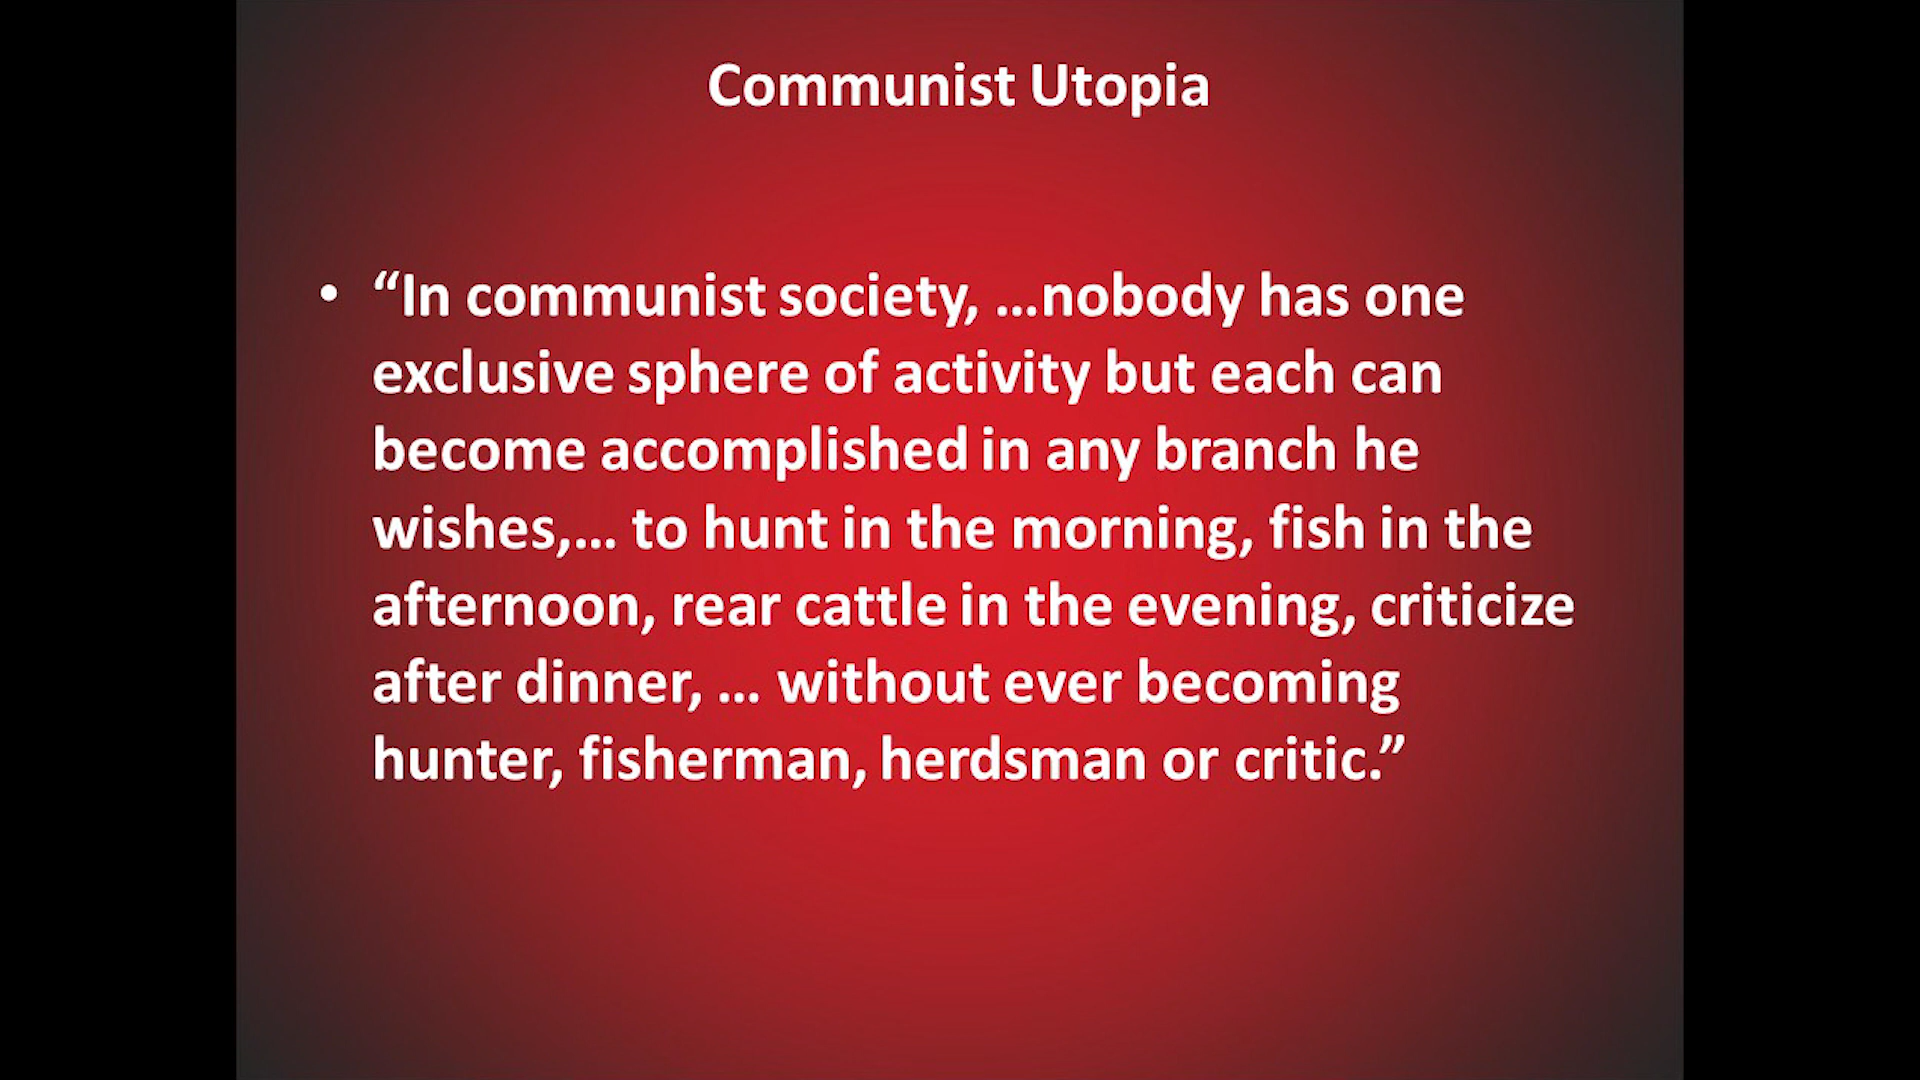 Communist Utopia
• “In communist society, …nobody has one
exclusive sphere of activity but each can
become accomplished in any branch he
wishes,… to hunt in the morning, fish in the
afternoon, rear cattle in the evening, criticize
after dinner, … without ever becoming
hunter, fisherman, herdsman or critic.”